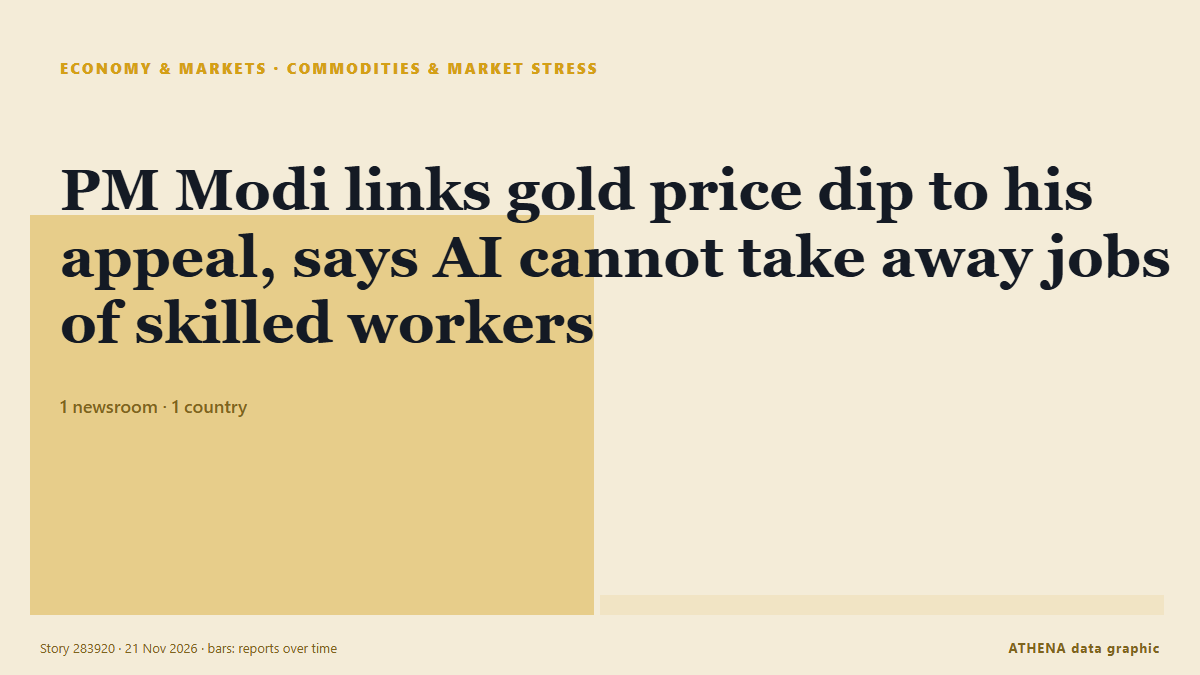 ECONOMY & MARKETS · COMMODITIES & MARKET STRESS
PM Modi links gold price dip to his
appeal, says AI cannot take away jobs
of skilled workers
1 newsroom · 1 country
Story 283920 · 21 Nov 2026 · bars: reports over time
ATHENA data graphic